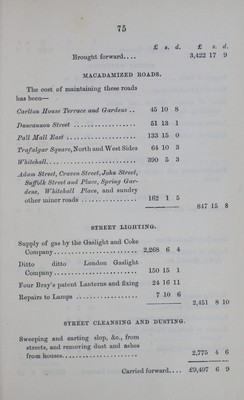 75
£ s. d. £ s. d.
Brought forward.... 3,422 17 9
MACADAMIZED ROADS.
The cost of maintaining these roads
has been—
Carlton House Terrace and Gardens .. 45 10 8
Duncannon Street .................. 51 13 1
Pall Mall East .................... 133 15 0
Trafalgar Square, North and West Sides 64 10 3
Whitehall.......................... 390 5 3
Adam Street, Craven Street, John Street,
Suffolk Street and Place, Spring Gar-
dens, Whitehall Place, and sundry
other minor roads ................ 162 1 5
847 15 8
STREET LIGHTING.
Supply of gas by the Gaslight and Coke
Company........................ 2,268 6 4
Ditto ditto London Gaslight
Company........................ 150 15 1
Four Bray's patent Lanterns and fixing 24 16 11
Repairs to Lamps .................. 7 10 6
2,451 8 10
STREET CLEANSING AND DUSTING.
Sweeping and carting slop, &c., from
streets, and removing dust and ashes
from houses...................... 2,775 4 6
Carried forward.... £9,497 6 9